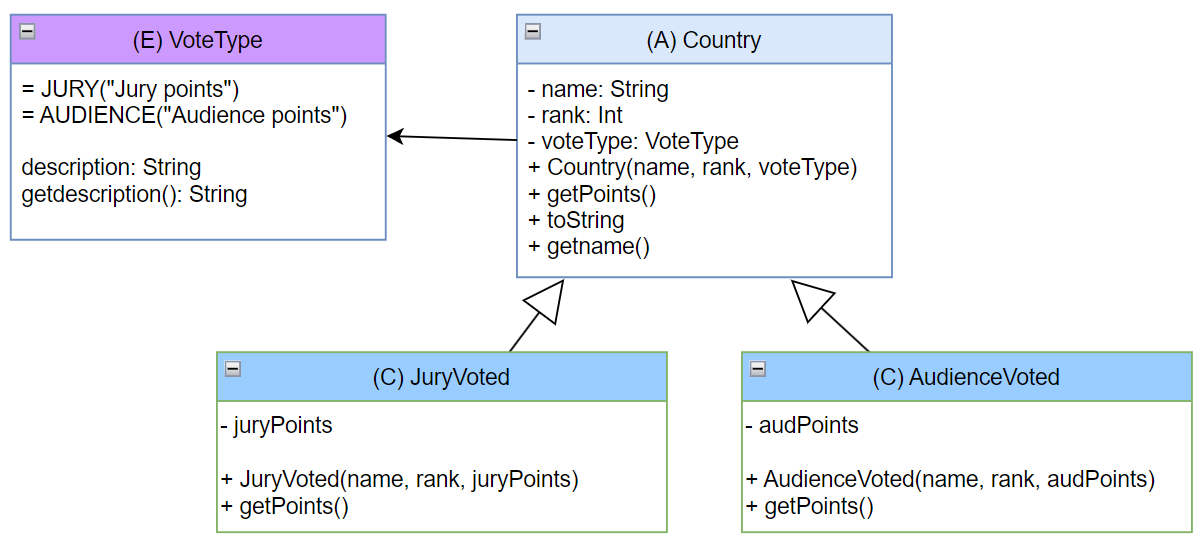 (E) VoteType
= JURY("Jury points")
= AUDIENCE("Audience points")
description: String
getdescription(): String
(A) Country
- name: String
- rank: Int
- voteType: VoteType
+ Country(name, rank, voteType)
+ getPoints()
+ toString
+ getname()
(C) JuryVoted
- juryPoints
+ JuryVoted(name, rank, juryPoints)
+ getPoints()
(C) AudienceVoted
- audPoints
+ AudienceVoted(name, rank, audPoints)
+ getPoints()